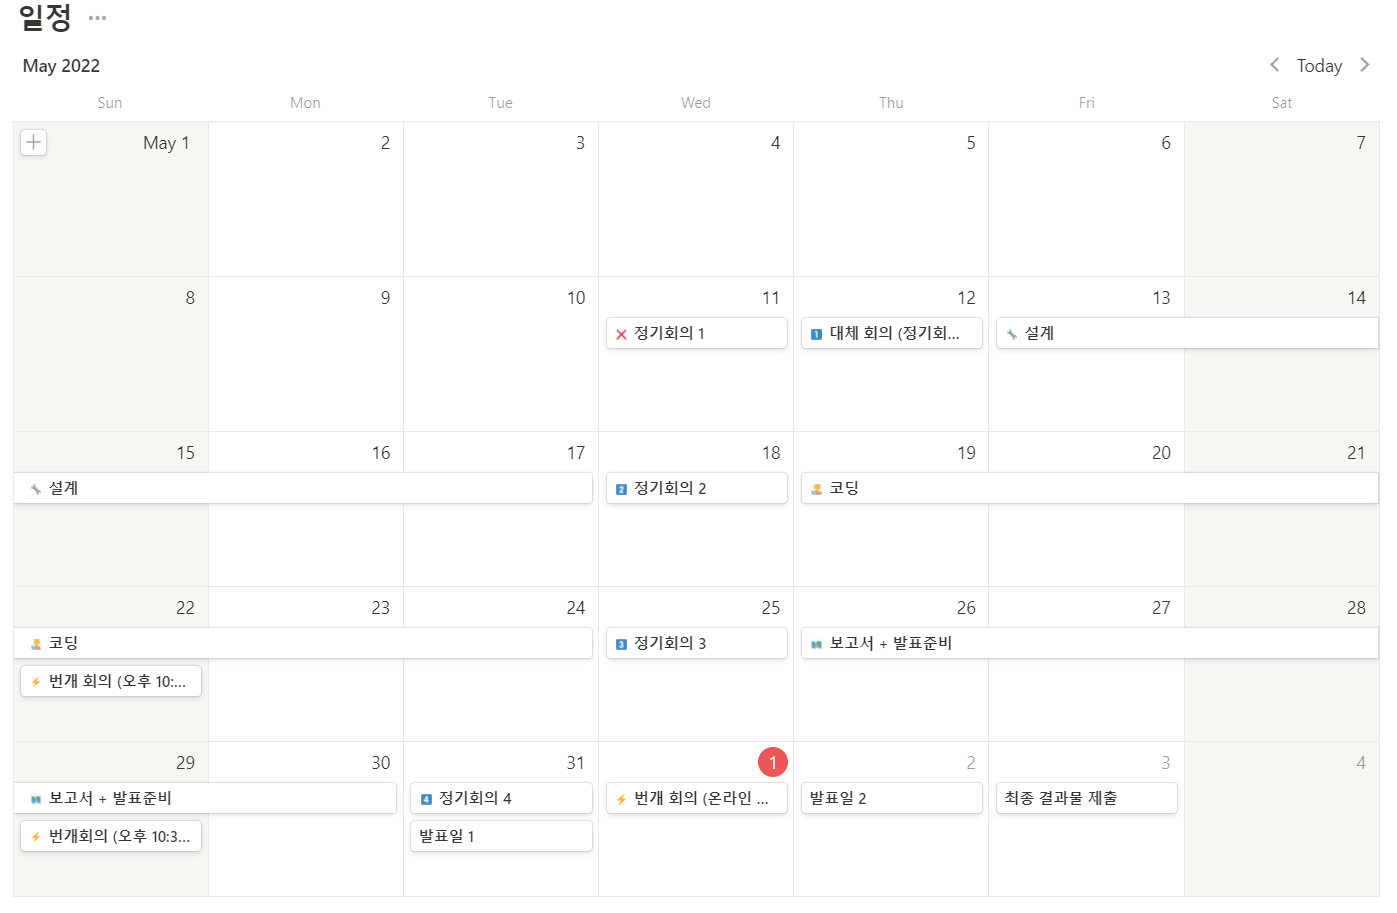 일정 ···
May 2022
Today
Sun Mon Tue Wed Thu Fri Sat
May 1 2 3 4 5 6 7
8 9 10 11 12 13 14
❌ 정기회의 1 1️⃣ 대체 회의 (정기회... 🔧 설계
15 16 17 18 19 20 21
🔧 설계 2️⃣ 정기회의 2 🧑‍💻 코딩
22 23 24 25 26 27 28
🧑‍💻 코딩 3️⃣ 정기회의 3 📖 보고서 + 발표준비
⚡ 번개 회의 (오후 10:...
29 30 31 1 2 3 4
📖 보고서 + 발표준비 4️⃣ 정기회의 4 ⚡ 번개 회의 (온라인 ... 발표일 2 최종 결과물 제출
⚡ 번개회의 (오후 10:3... 발표일 1